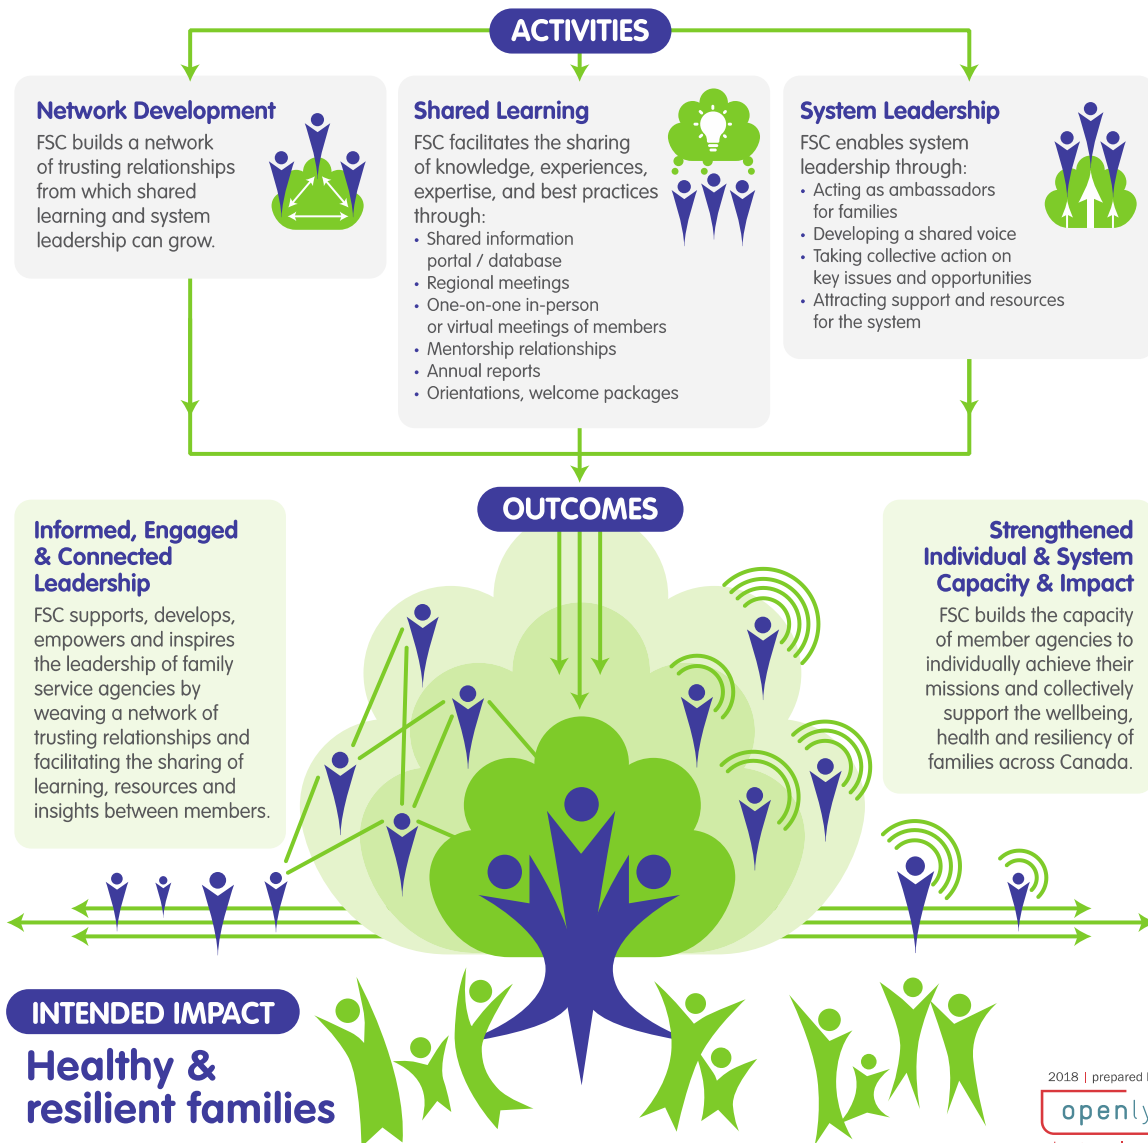 ACTIVITIES
Network Development
FSC builds a network
of trusting relationships
from which shared
learning and system
leadership can grow.
Shared Learning
FSC facilitates the sharing
of knowledge, experiences,
expertise, and best practices
through:
• Shared information
portal / database
• Regional meetings
• One-on-one in-person
or virtual meetings of members
• Mentorship relationships
• Annual reports
• Orientations, welcome packages
System Leadership
FSC enables system
leadership through:
• Acting as ambassadors
for families
• Developing a shared voice
• Taking collective action on
key issues and opportunities
• Attracting support and resources
for the system
OUTCOMES
Informed, Engaged
& Connected
Leadership
FSC supports, develops,
empowers and inspires
the leadership of family
service agencies by
weaving a network of
trusting relationships and
facilitating the sharing of
learning, resources and
insights between members.
Strengthened
Individual & System
Capacity & Impact
FSC builds the capacity
of member agencies to
individually achieve their
missions and collectively
support the wellbeing,
health and resiliency of
families across Canada.
INTENDED IMPACT
Healthy &
resilient families
2018 | prepared
openly